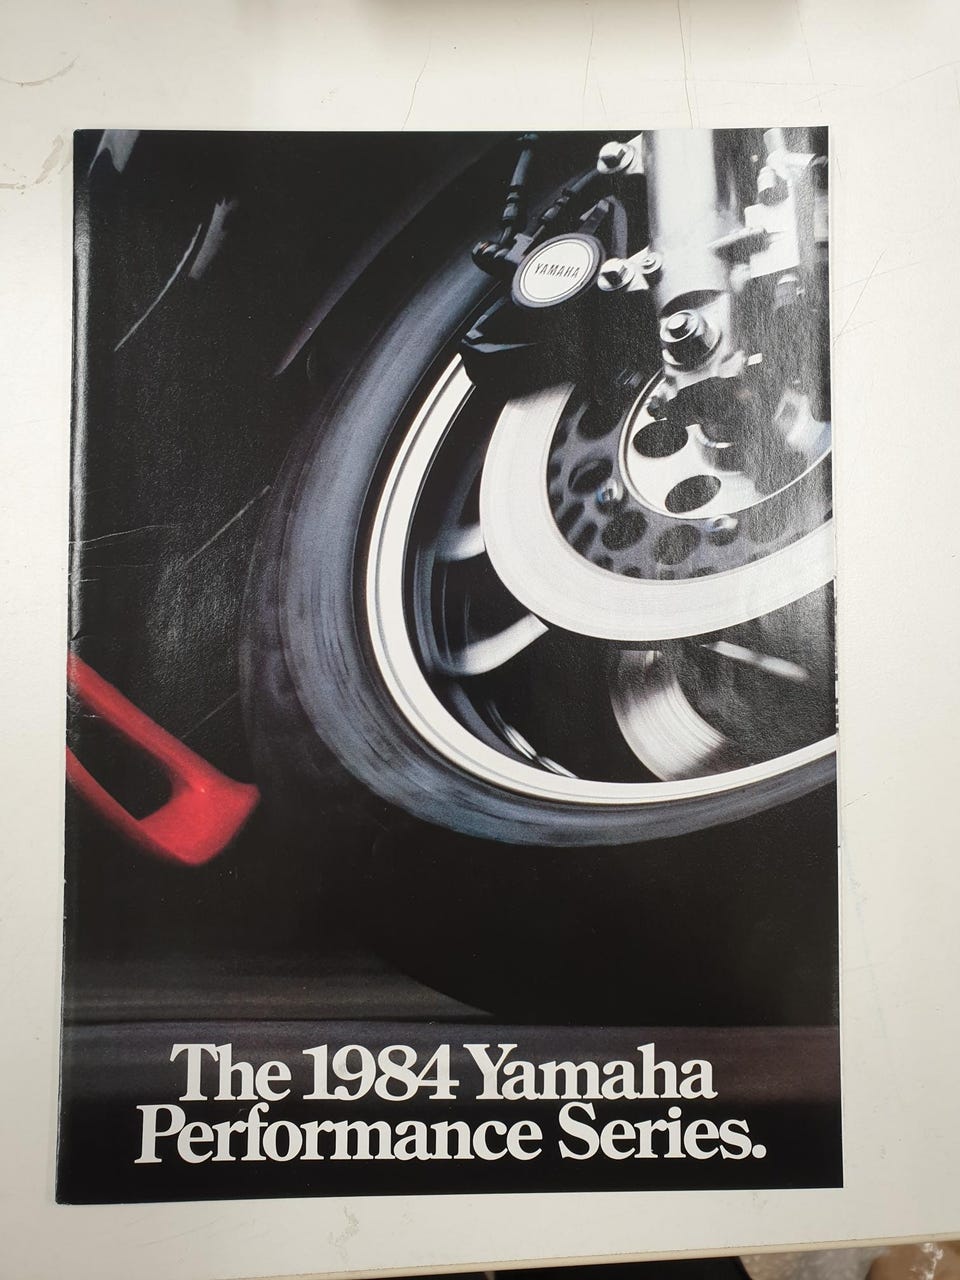 YAMAHA
The 1984 Yamaha
Performance Series.